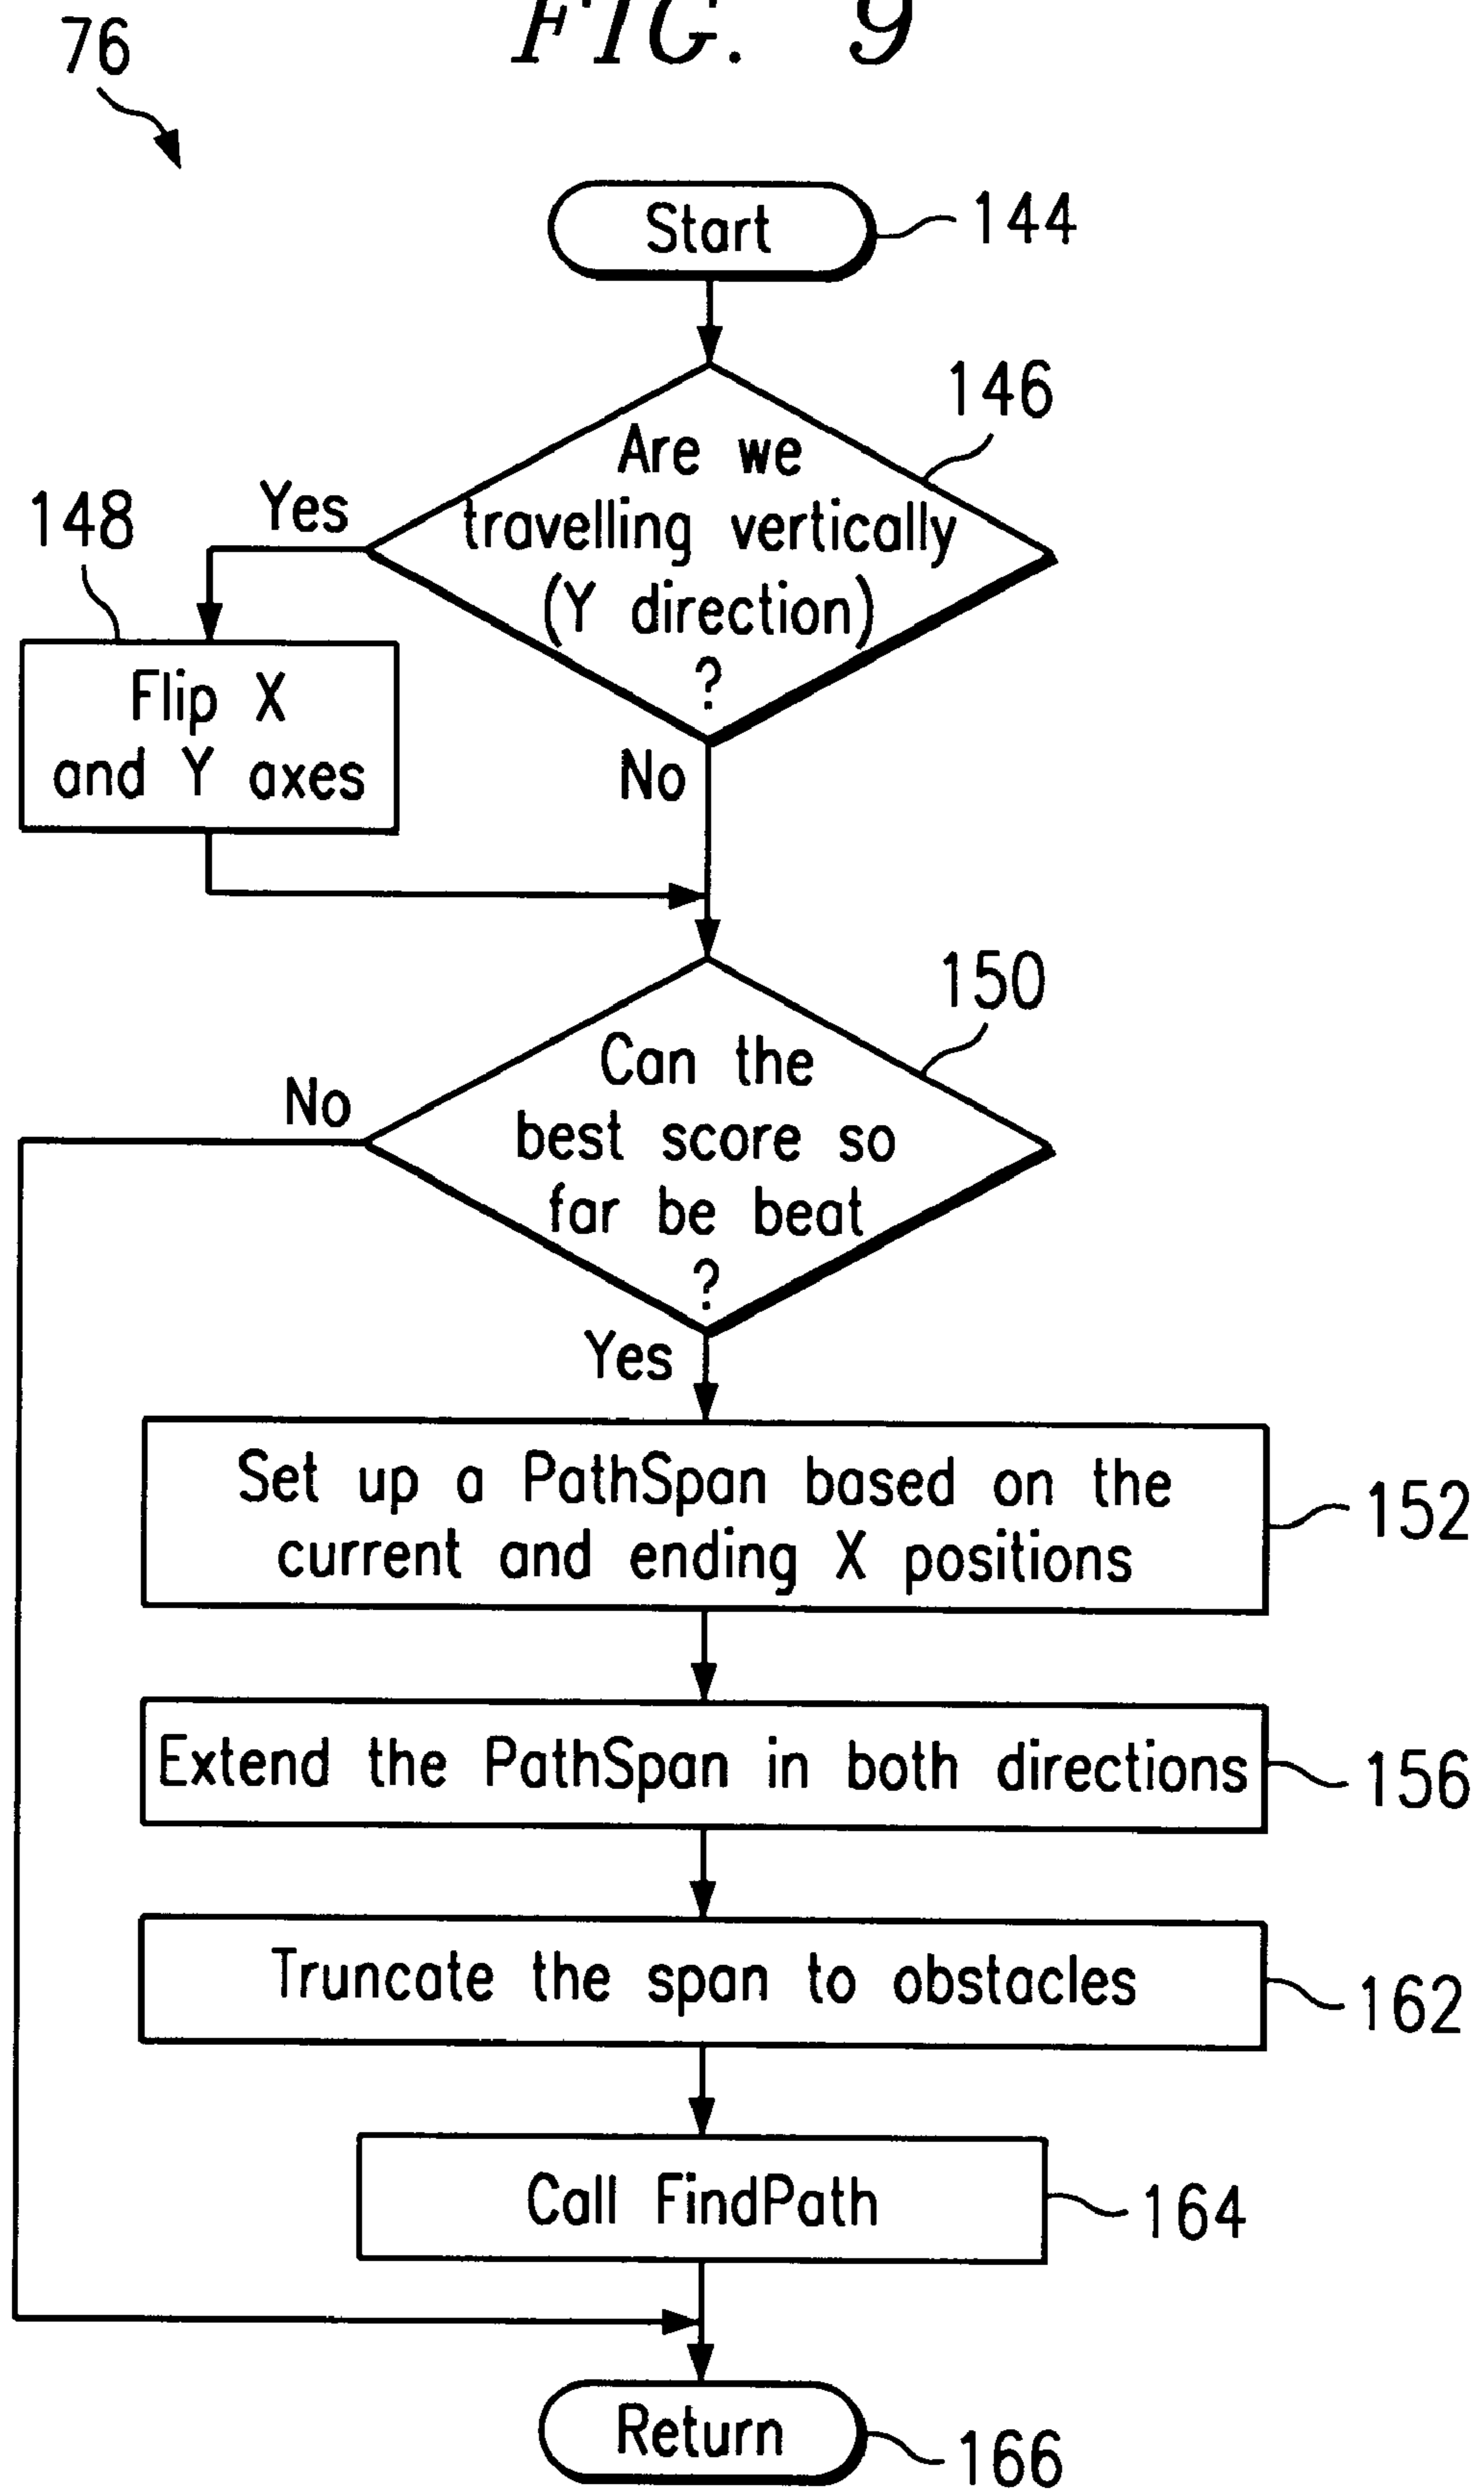 FIG. 9
76
Start
144
146
Are we
travelling vertically
(Y direction)
?
Yes
148
Flip X
and Y axes
No
150
Can the
best score so
far be beat
?
No
Yes
Set up a PathSpan based on the
current and ending X positions
152
Extend the PathSpan in both directions
156
Truncate the span to obstacles
162
Call FindPath
164
Return
166